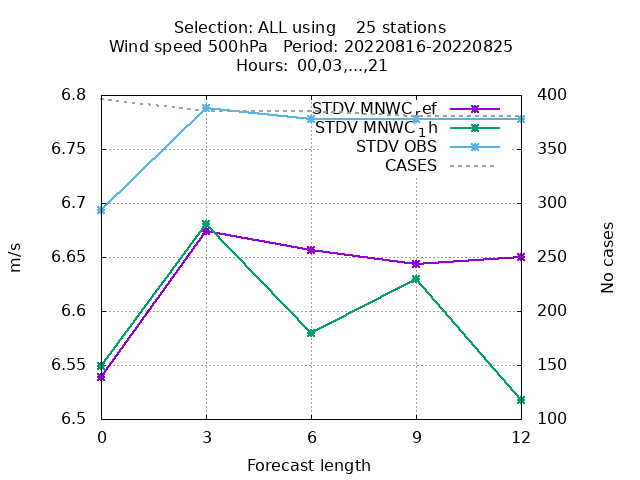 Selection: ALL using    25 stations
Wind speed 500hPa   Period: 20220816-20220825
Hours: 00,03,...,21
6.8
6.75
6.7
6.65
6.6
6.55
6.5
m/s
STDV MNWC_ref
STDV MNWC_1h
STDV OBS
CASES
400
350
300
250
200
150
100
No cases
0 3 6 9 12
Forecast length